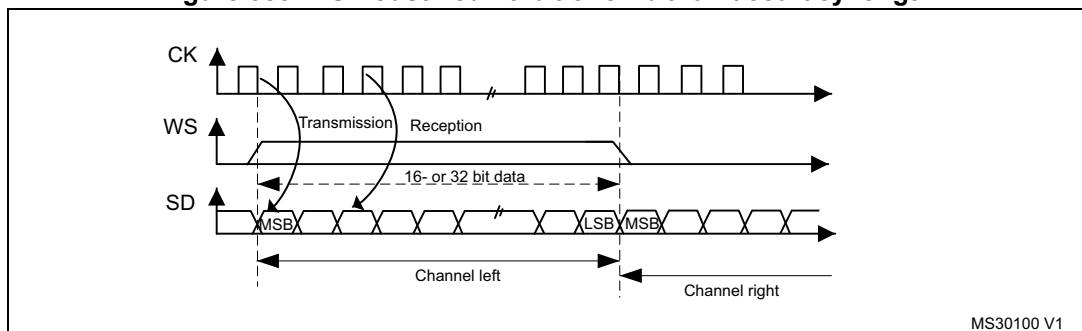 CK
Transmission
Reception
WS
16- or 32 bit data
SD
MSB
LSB
MSB
Channel left
Channel right
MS30100 V1